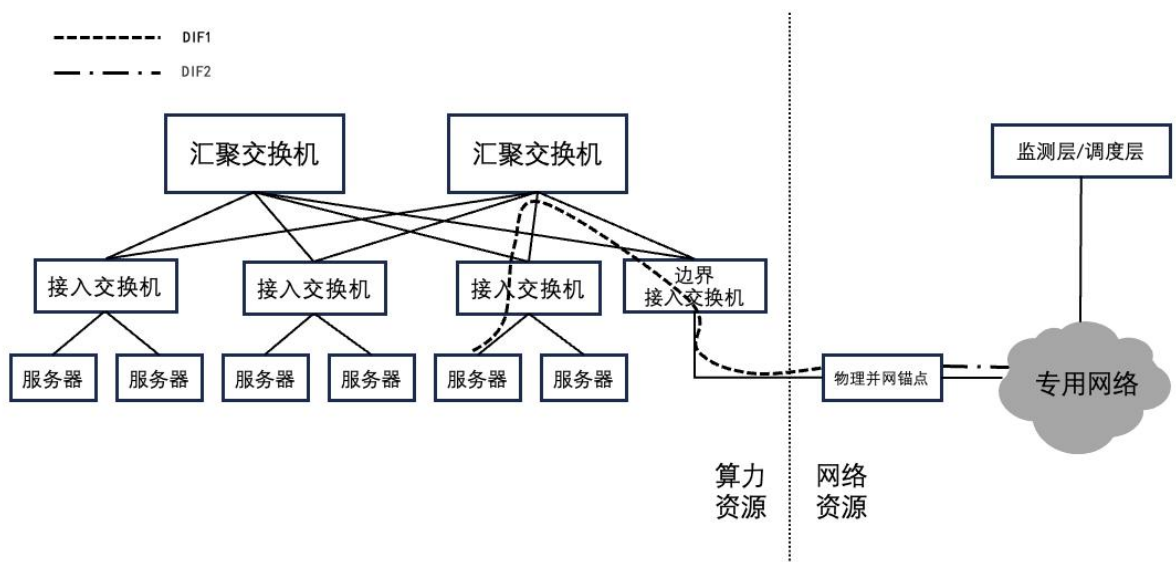 DIF1
DIF2
汇聚交换机
汇聚交换机
监测层/调度层
接入交换机
接入交换机
接入交换机
边界
接入交换机
服务器
服务器
服务器
服务器
服务器
服务器
物理并网锚点
专用网络
算力
资源
网络
资源